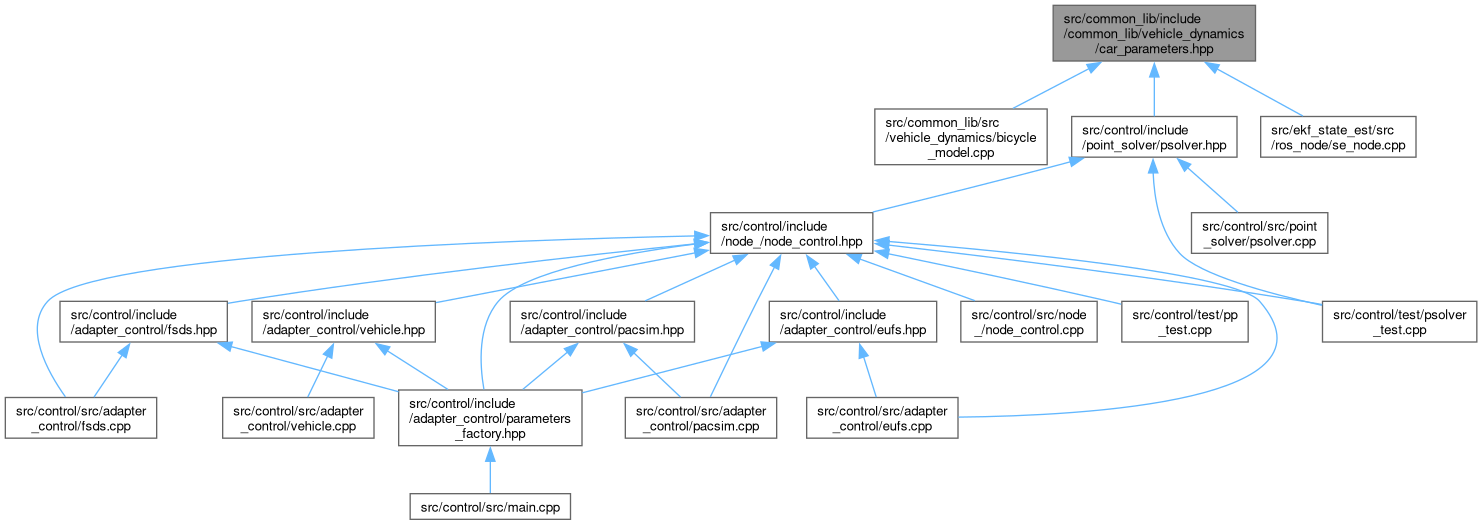 src/common_lib/include
/common_lib/vehicle_dynamics
/car_parameters.hpp
src/common_lib/src
/vehicle_dynamics/bicycle
_model.cpp
src/control/include
/point_solver/psolver.hpp
src/ekf_state_est/src
/ros_node/se_node.cpp
src/control/include
/node_/node_control.hpp
src/control/src/point
_solver/psolver.cpp
src/control/include
/adapter_control/fsds.hpp
src/control/include
/adapter_control/vehicle.hpp
src/control/include
/adapter_control/pacsim.hpp
src/control/include
/adapter_control/eufs.hpp
src/control/src/node
_/node_control.cpp
src/control/test/pp
_test.cpp
src/control/test/psolver
_test.cpp
src/control/src/adapter
_control/fsds.cpp
src/control/src/adapter
_control/vehicle.cpp
src/control/include
/adapter_control/parameters
_factory.hpp
src/control/src/adapter
_control/pacsim.cpp
src/control/src/adapter
_control/eufs.cpp
src/control/src/main.cpp